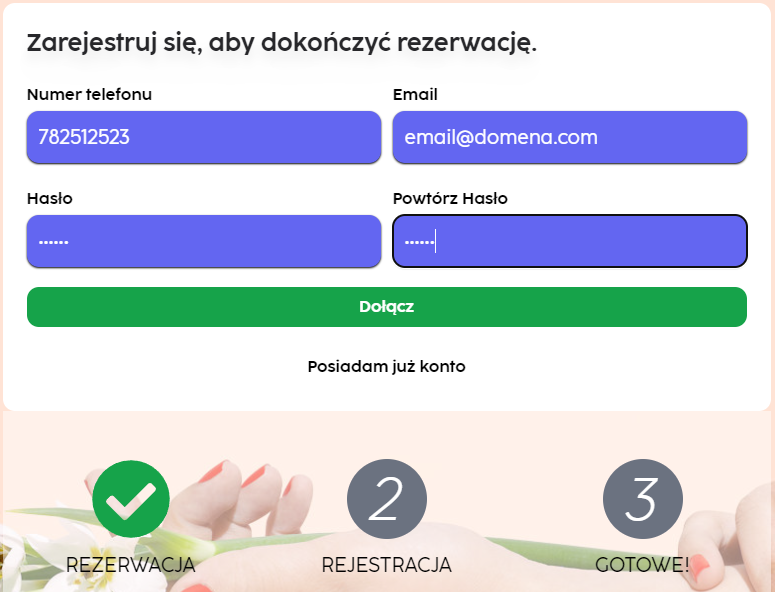 Zarejestruj się, aby dokończyć rezerwację.
Numer telefonu Email
782512523 email@domena.com
Hasło Powtórz Hasło
•••••• ••••••
Dołącz
Posiadam już konto
2 3
REZERWACJA REJESTRACJA GOTOWE!